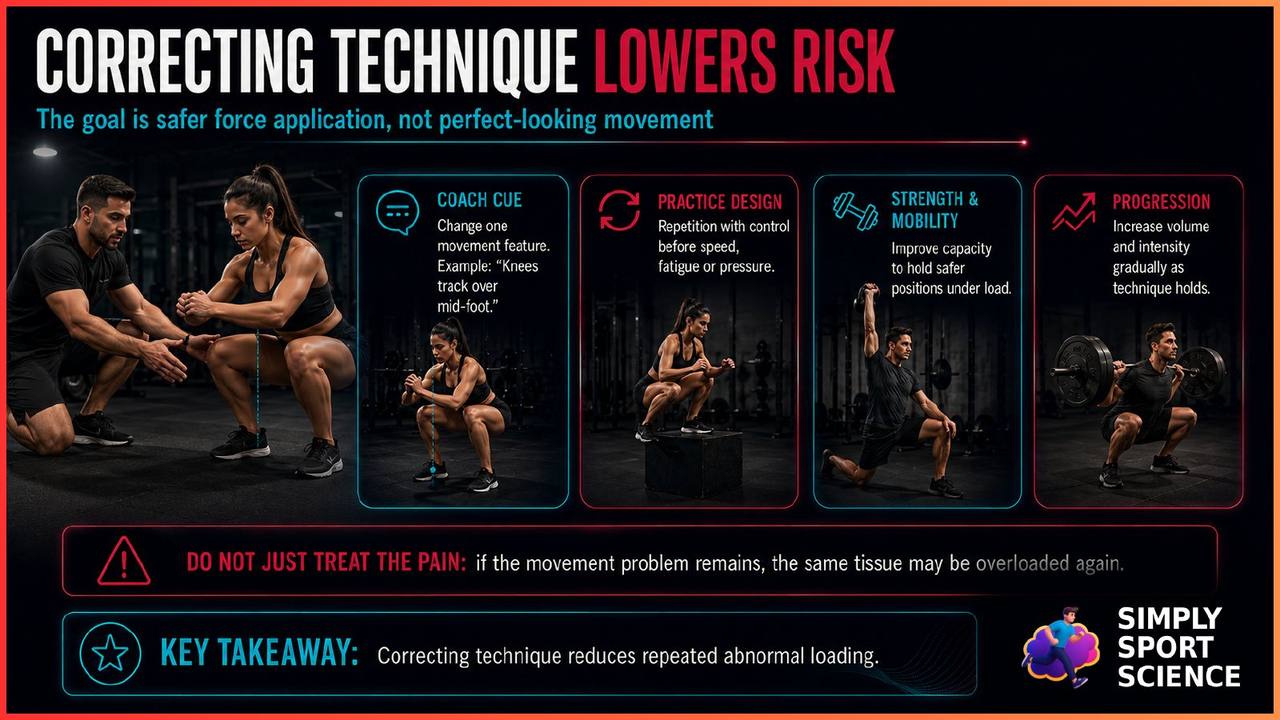 CORRECTING TECHNIQUE LOWERS RISK
The goal is safer force application, not perfect-looking movement
COACH CUE
Change one
movement feature.
Example: “Knees
track over
mid-foot.”
PRACTICE DESIGN
Repetition with control
before speed,
fatigue or pressure.
STRENGTH &
MOBILITY
Improve capacity
to hold safer
positions under load.
PROGRESSION
Increase volume
and intensity
gradually as
technique holds.
DO NOT JUST TREAT THE PAIN: if the movement problem remains, the same tissue may be overloaded again.
KEY TAKEAWAY: Correcting technique reduces repeated abnormal loading.
SIMPLY
SPORT
SCIENCE